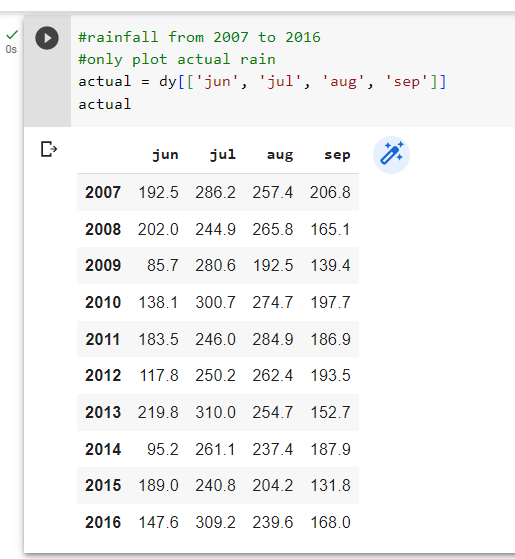 #rainfall from 2007 to 2016
#only plot actual rain
actual = dy[['jun', 'jul', 'aug', 'sep']]
actual
0s
jun jul aug sep
2007 192.5 286.2 257.4 206.8
2008 202.0 244.9 265.8 165.1
2009 85.7 280.6 192.5 139.4
2010 138.1 300.7 274.7 197.7
2011 183.5 246.0 284.9 186.9
2012 117.8 250.2 262.4 193.5
2013 219.8 310.0 254.7 152.7
2014 95.2 261.1 237.4 187.9
2015 189.0 240.8 204.2 131.8
2016 147.6 309.2 239.6 168.0